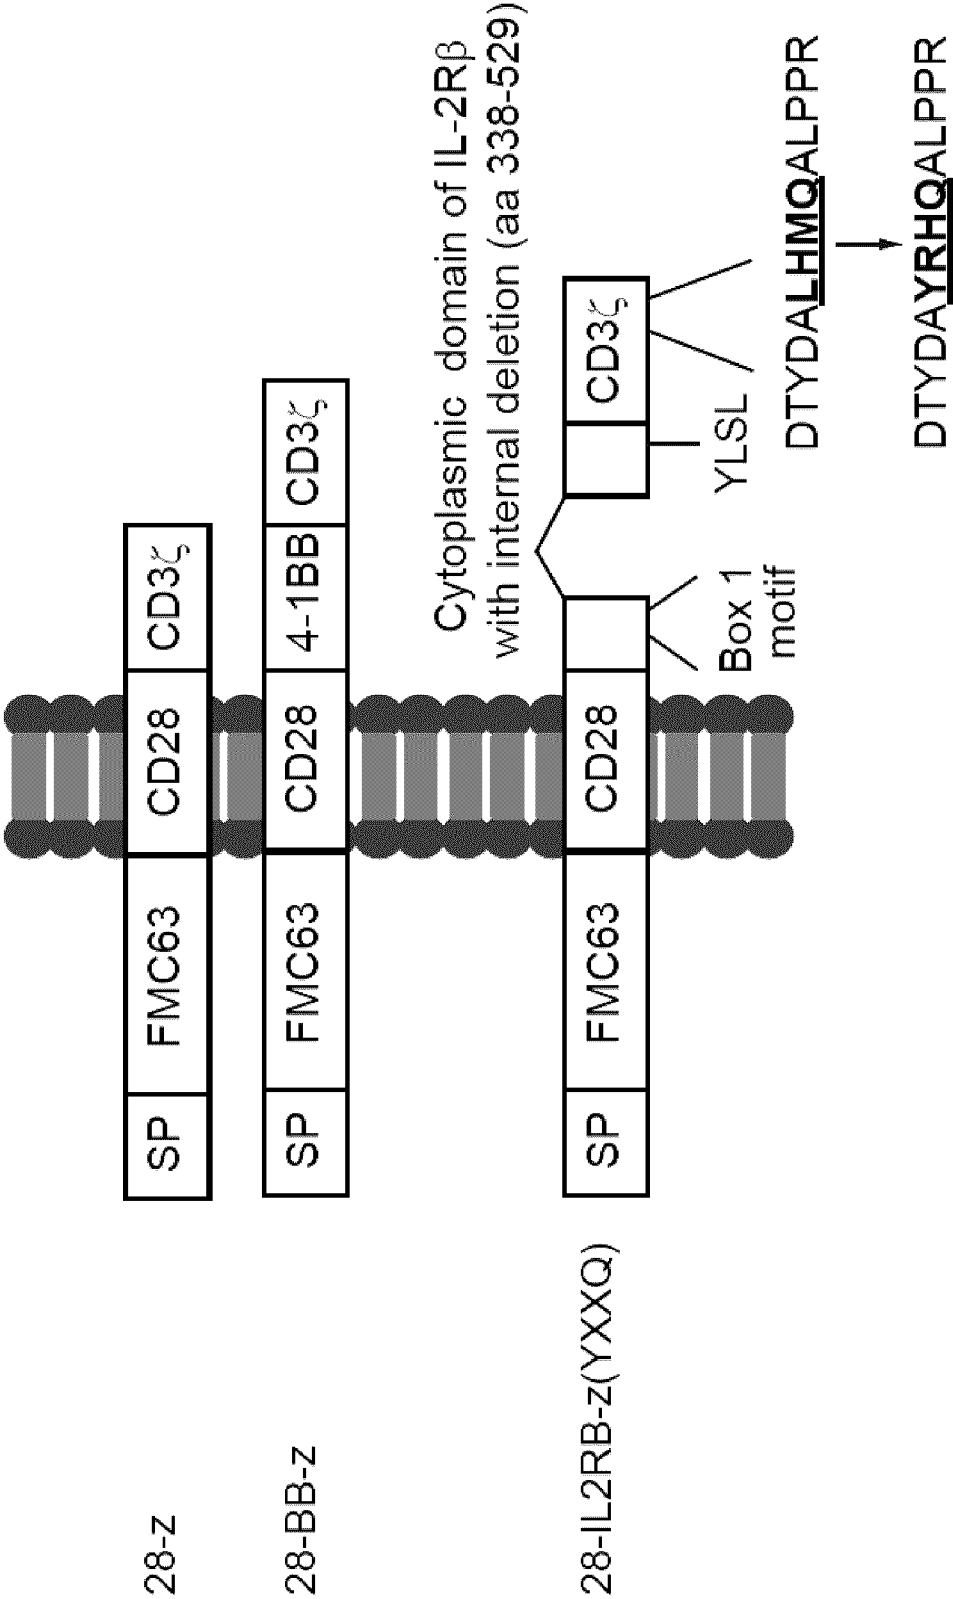 28-z
SP
FMC63
CD28
CD3ζ
28-BB-z
SP
FMC63
CD28
4-1BB
CD3ζ
Cytoplasmic domain of IL-2Rβ
with internal deletion (aa 338-529)
28-IL2RB-z(YXXQ)
SP
FMC63
CD28
CD3ζ
Box 1
motif
YLSL
DTYDALHMQALPPR
DTYDAYRHQALPPR